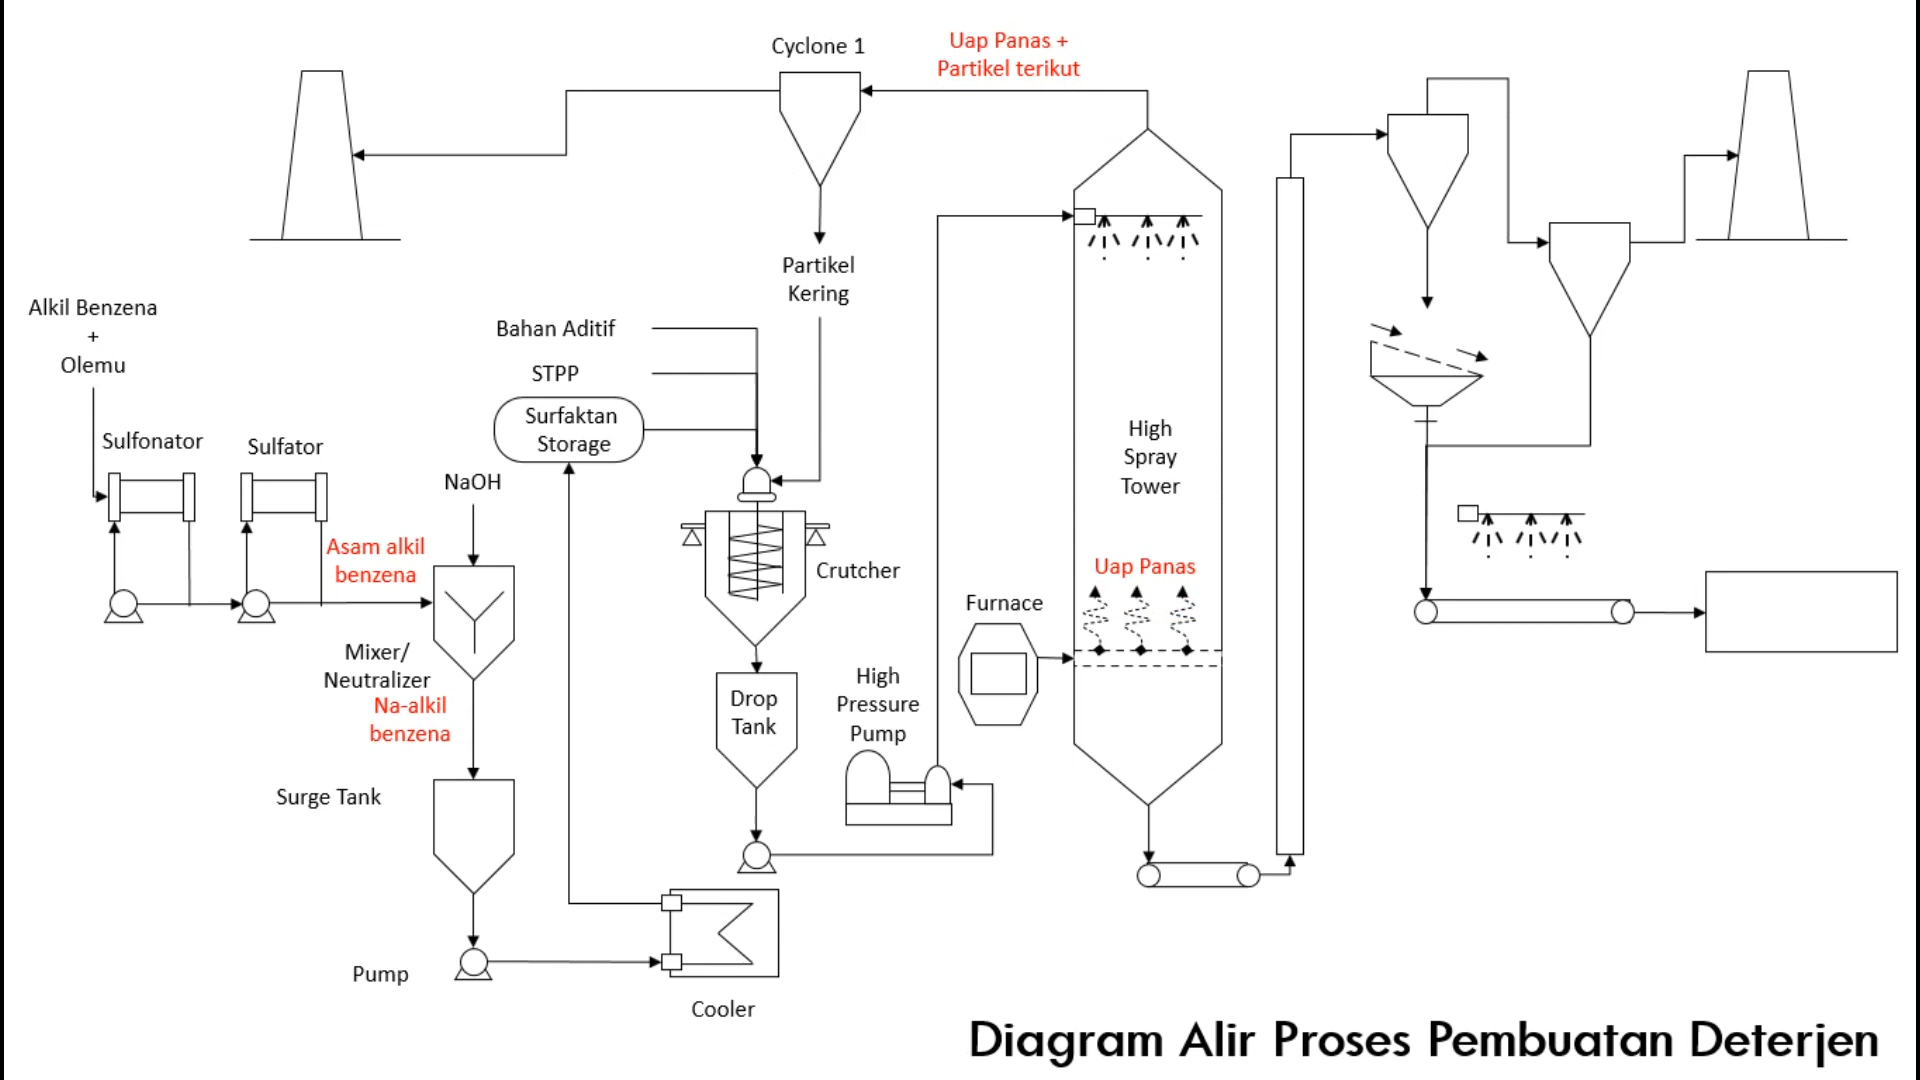 Cyclone 1
Uap Panas +
Partikel terikut
Partikel
Kering
Alkil Benzena
+
Olemu
Bahan Aditif
STPP
Surfaktan
Storage
Sulfonator
Sulfator
NaOH
High
Spray
Tower
Asam alkil
benzena
Crutcher
Uap Panas
Furnace
Mixer/
Neutralizer
Na-alkil
benzena
Drop
Tank
High
Pressure
Pump
Surge Tank
Pump
Cooler
Diagram Alir Proses Pembuatan Deterjen